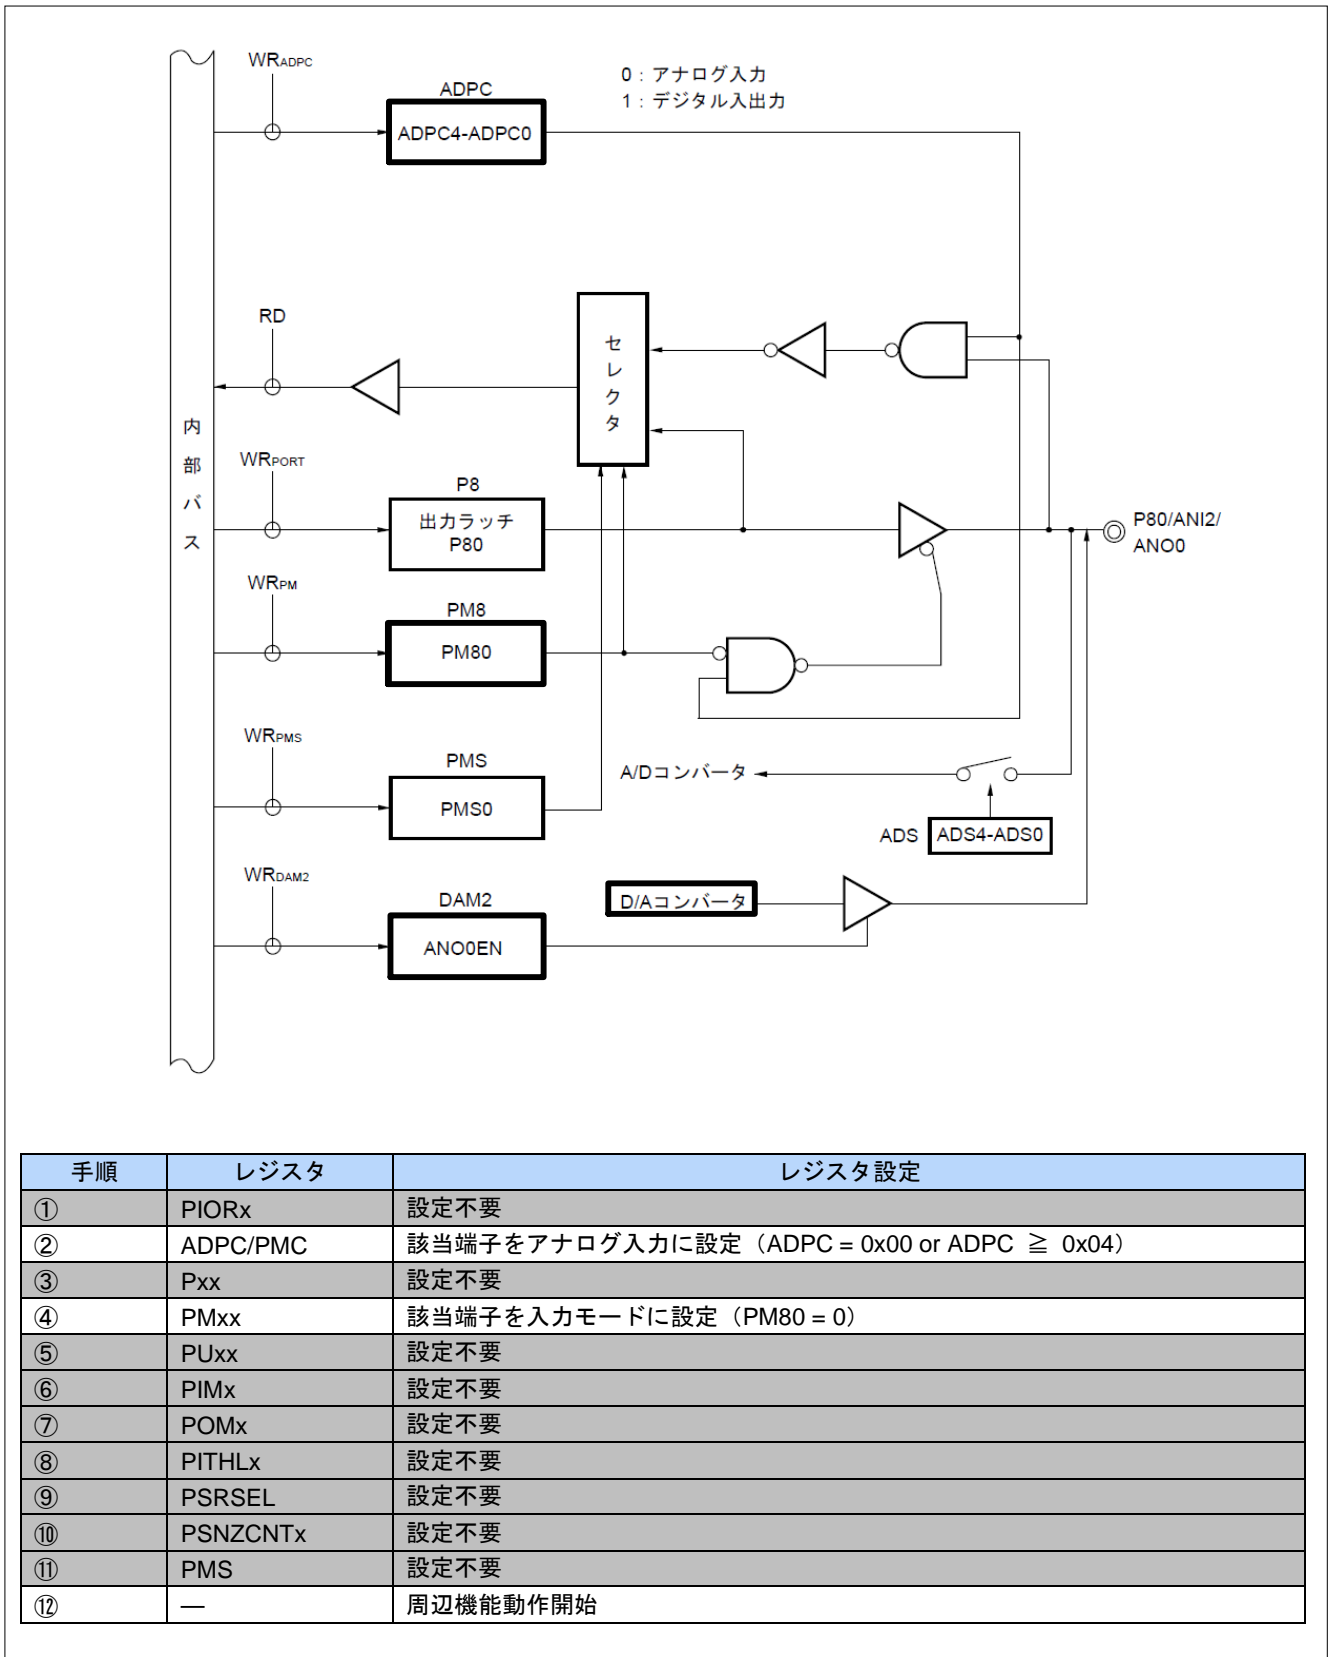 WRADPC
ADPC
ADPC4-ADPC0
0：アナログ入力
1：デジタル入出力
RD
セレクタ
内部バス
WRPORT
P8
出力ラッチ
P80
P80/ANI2/
ANO0
WRPM
PM8
PM80
WRPMS
PMS
PMS0
A/Dコンバータ
ADS
ADS4-ADS0
WRDAM2
DAM2
ANO0EN
D/Aコンバータ
手順 レジスタ レジスタ設定
① PIORx 設定不要
② ADPC/PMC 該当端子をアナログ入力に設定（ADPC = 0x00 or ADPC ≧ 0x04）
③ Pxx 設定不要
④ PMxx 該当端子を入力モードに設定（PM80 = 0）
⑤ PUxx 設定不要
⑥ PIMx 設定不要
⑦ POMx 設定不要
⑧ PITHLx 設定不要
⑨ PSRSEL 設定不要
⑩ PSNZCNTx 設定不要
⑪ PMS 設定不要
⑫ — 周辺機能動作開始